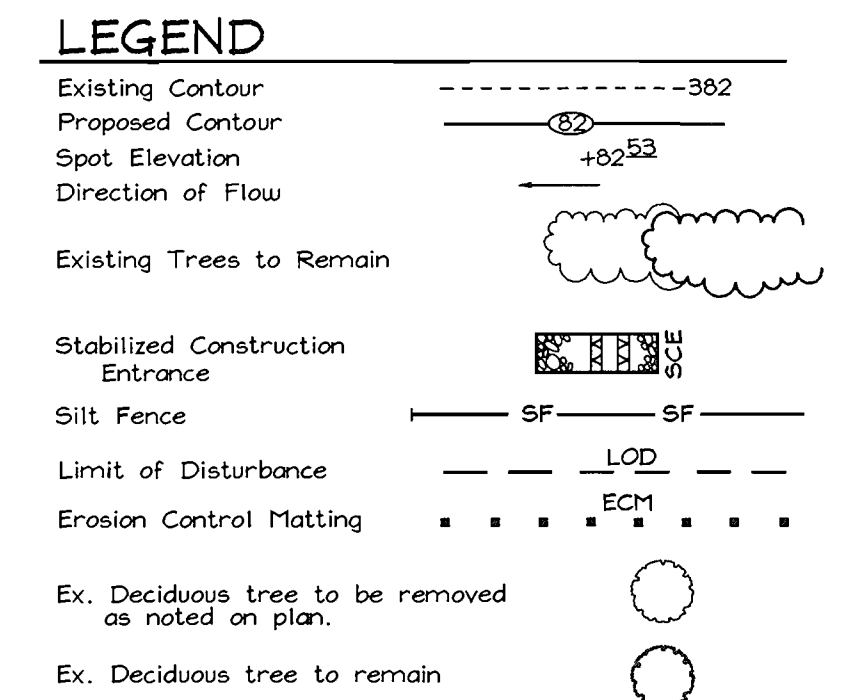 LEGEND
Existing Contour 382
Proposed Contour 82
Spot Elevation +82 53
Direction of Flow
Existing Trees to Remain
Stabilized Construction
Entrance SCE
Silt Fence SF SF
Limit of Disturbance LOD
Erosion Control Matting ECM
Ex. Deciduous tree to be removed
as noted on plan.
Ex. Deciduous tree to remain